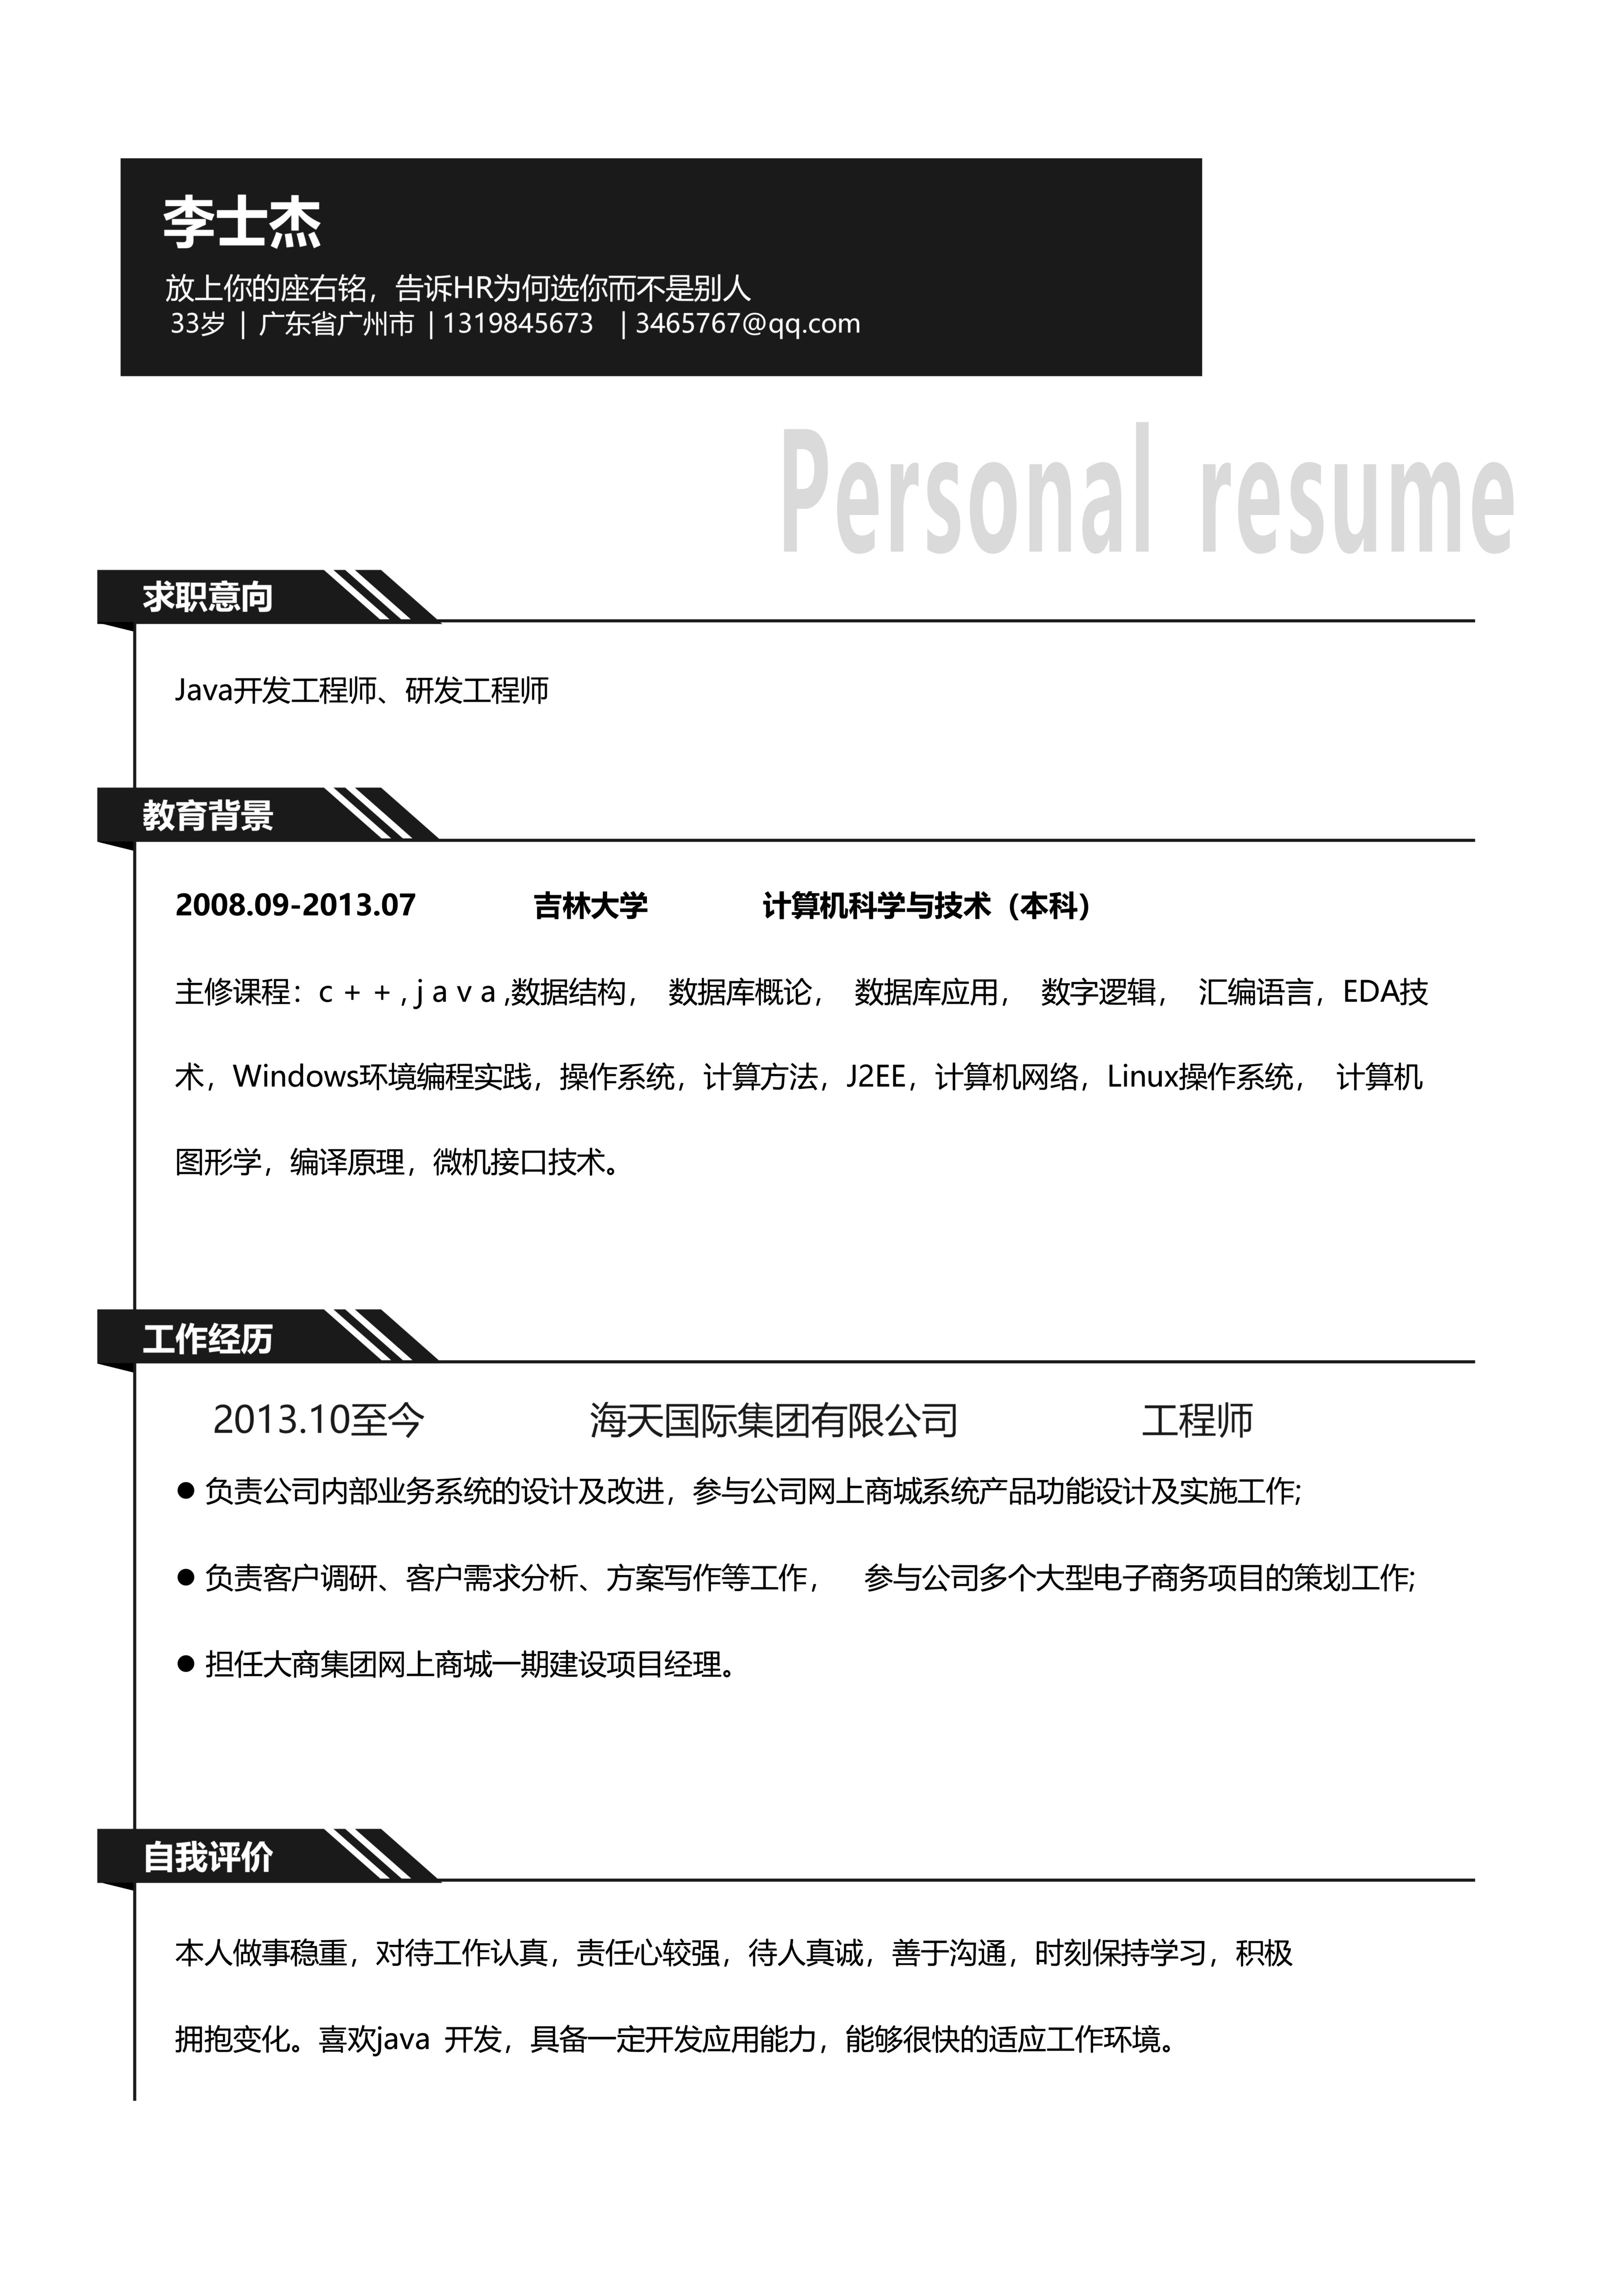 李士杰
放上你的座右铭，告诉HR为何选你而不是别人
33岁 | 广东省广州市 | 1319845673 | 3465767@qq.com
Personal resume
求职意向
Java开发工程师、研发工程师
教育背景
2008.09-2013.07 吉林大学 计算机科学与技术（本科）
主修课程：c++,java,数据结构， 数据库概论， 数据库应用， 数字逻辑， 汇编语言，EDA技
术，Windows环境编程实践，操作系统，计算方法，J2EE，计算机网络，Linux操作系统， 计算机
图形学，编译原理，微机接口技术。
工作经历
2013.10至今 海天国际集团有限公司 工程师
● 负责公司内部业务系统的设计及改进，参与公司网上商城系统产品功能设计及实施工作;
● 负责客户调研、客户需求分析、方案写作等工作， 参与公司多个大型电子商务项目的策划工作;
● 担任大商集团网上商城一期建设项目经理。
自我评价
本人做事稳重，对待工作认真，责任心较强，待人真诚，善于沟通，时刻保持学习，积极
拥抱变化。喜欢java 开发，具备一定开发应用能力，能够很快的适应工作环境。